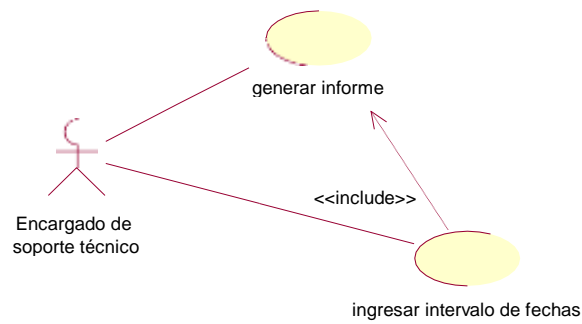 generar informe
<<include>>
Encargado de
soporte técnico
ingresar intervalo de fechas